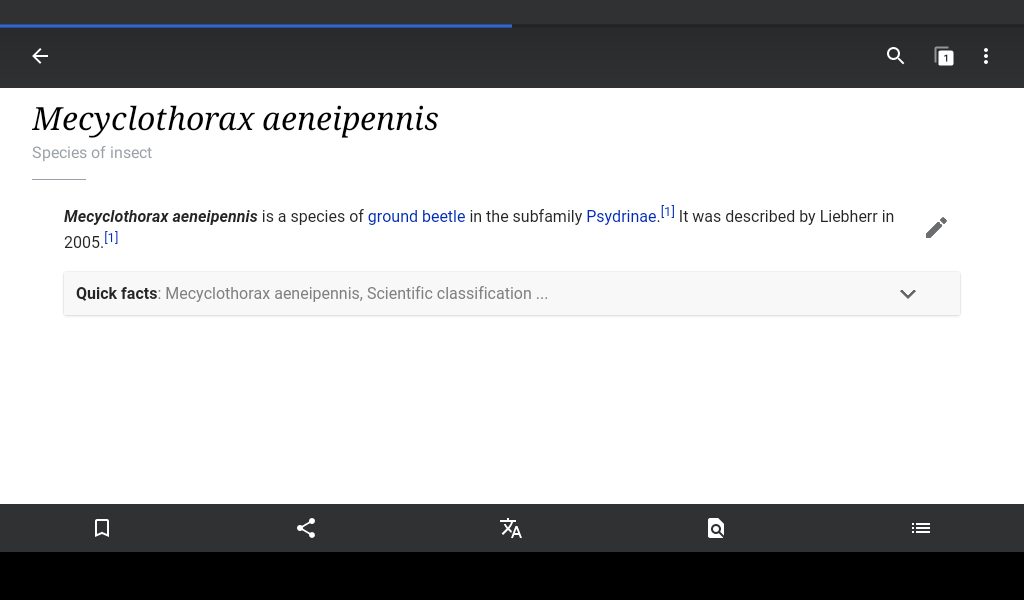 1
Mecyclothorax aeneipennis
Species of insect
Mecyclothorax aeneipennis is a species of ground beetle in the subfamily Psydrinae.[1] It was described by Liebherr in
2005.[1]
Quick facts: Mecyclothorax aeneipennis, Scientific classification ...